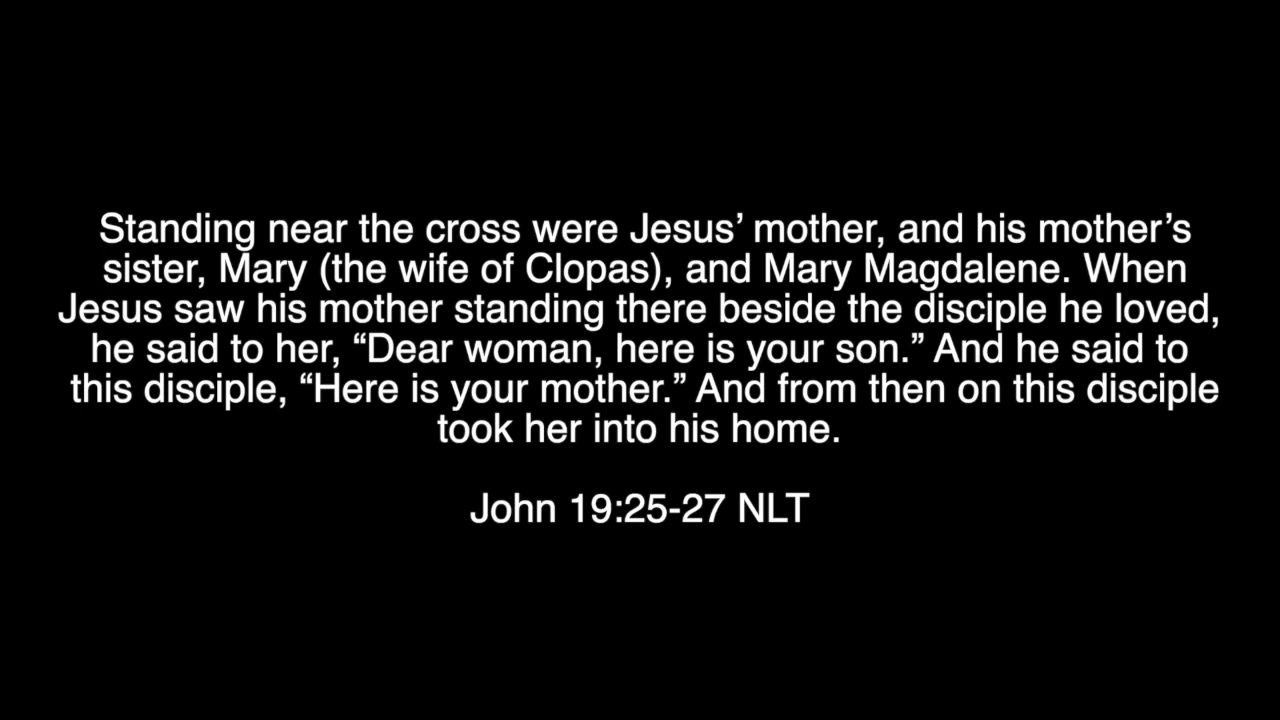 Standing near the cross were Jesus’ mother, and his mother’s
sister, Mary (the wife of Clopas), and Mary Magdalene. When
Jesus saw his mother standing there beside the disciple he loved,
he said to her, “Dear woman, here is your son.” And he said to
this disciple, “Here is your mother.” And from then on this disciple
took her into his home.
John 19:25-27 NLT